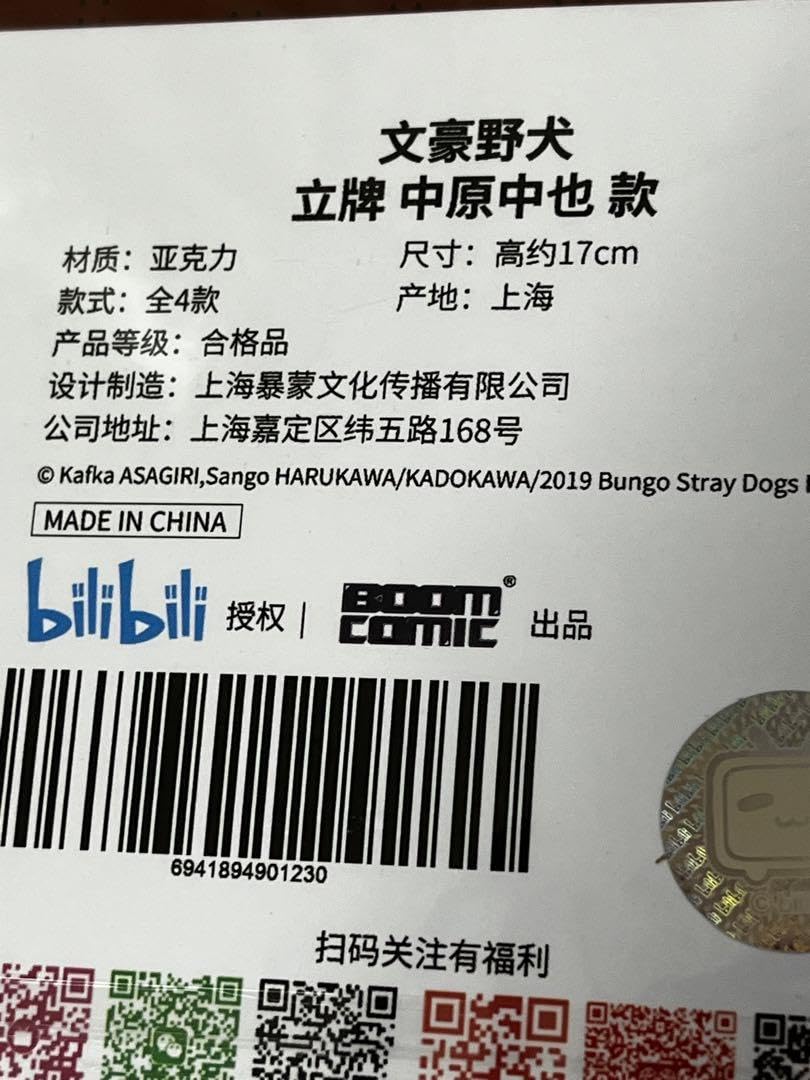 文豪野犬
立牌 中原中也 款
材质：亚克力 尺寸：高约17cm
款式：全4款 产地：上海
产品等级：合格品
设计制造：上海暴蒙文化传播有限公司
公司地址：上海嘉定区纬五路168号
© Kafka ASAGIRI,Sango HARUKAWA/KADOKAWA/2019 Bungo Stray Dogs
MADE IN CHINA
bilibili 授权 | BOOM COMIC® 出品
6941894901230
扫码关注有福利